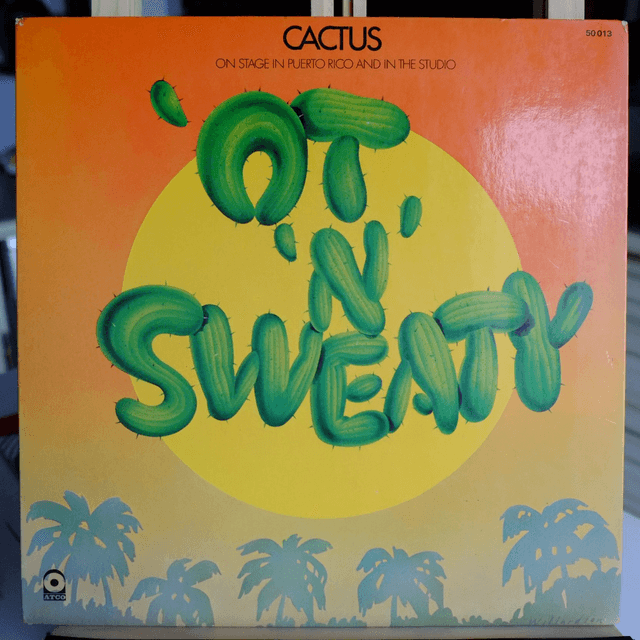 CACTUS
50 013
ON STAGE IN PUERTO RICO AND IN THE STUDIO
'OT
'N'
SWEATY
ATCO